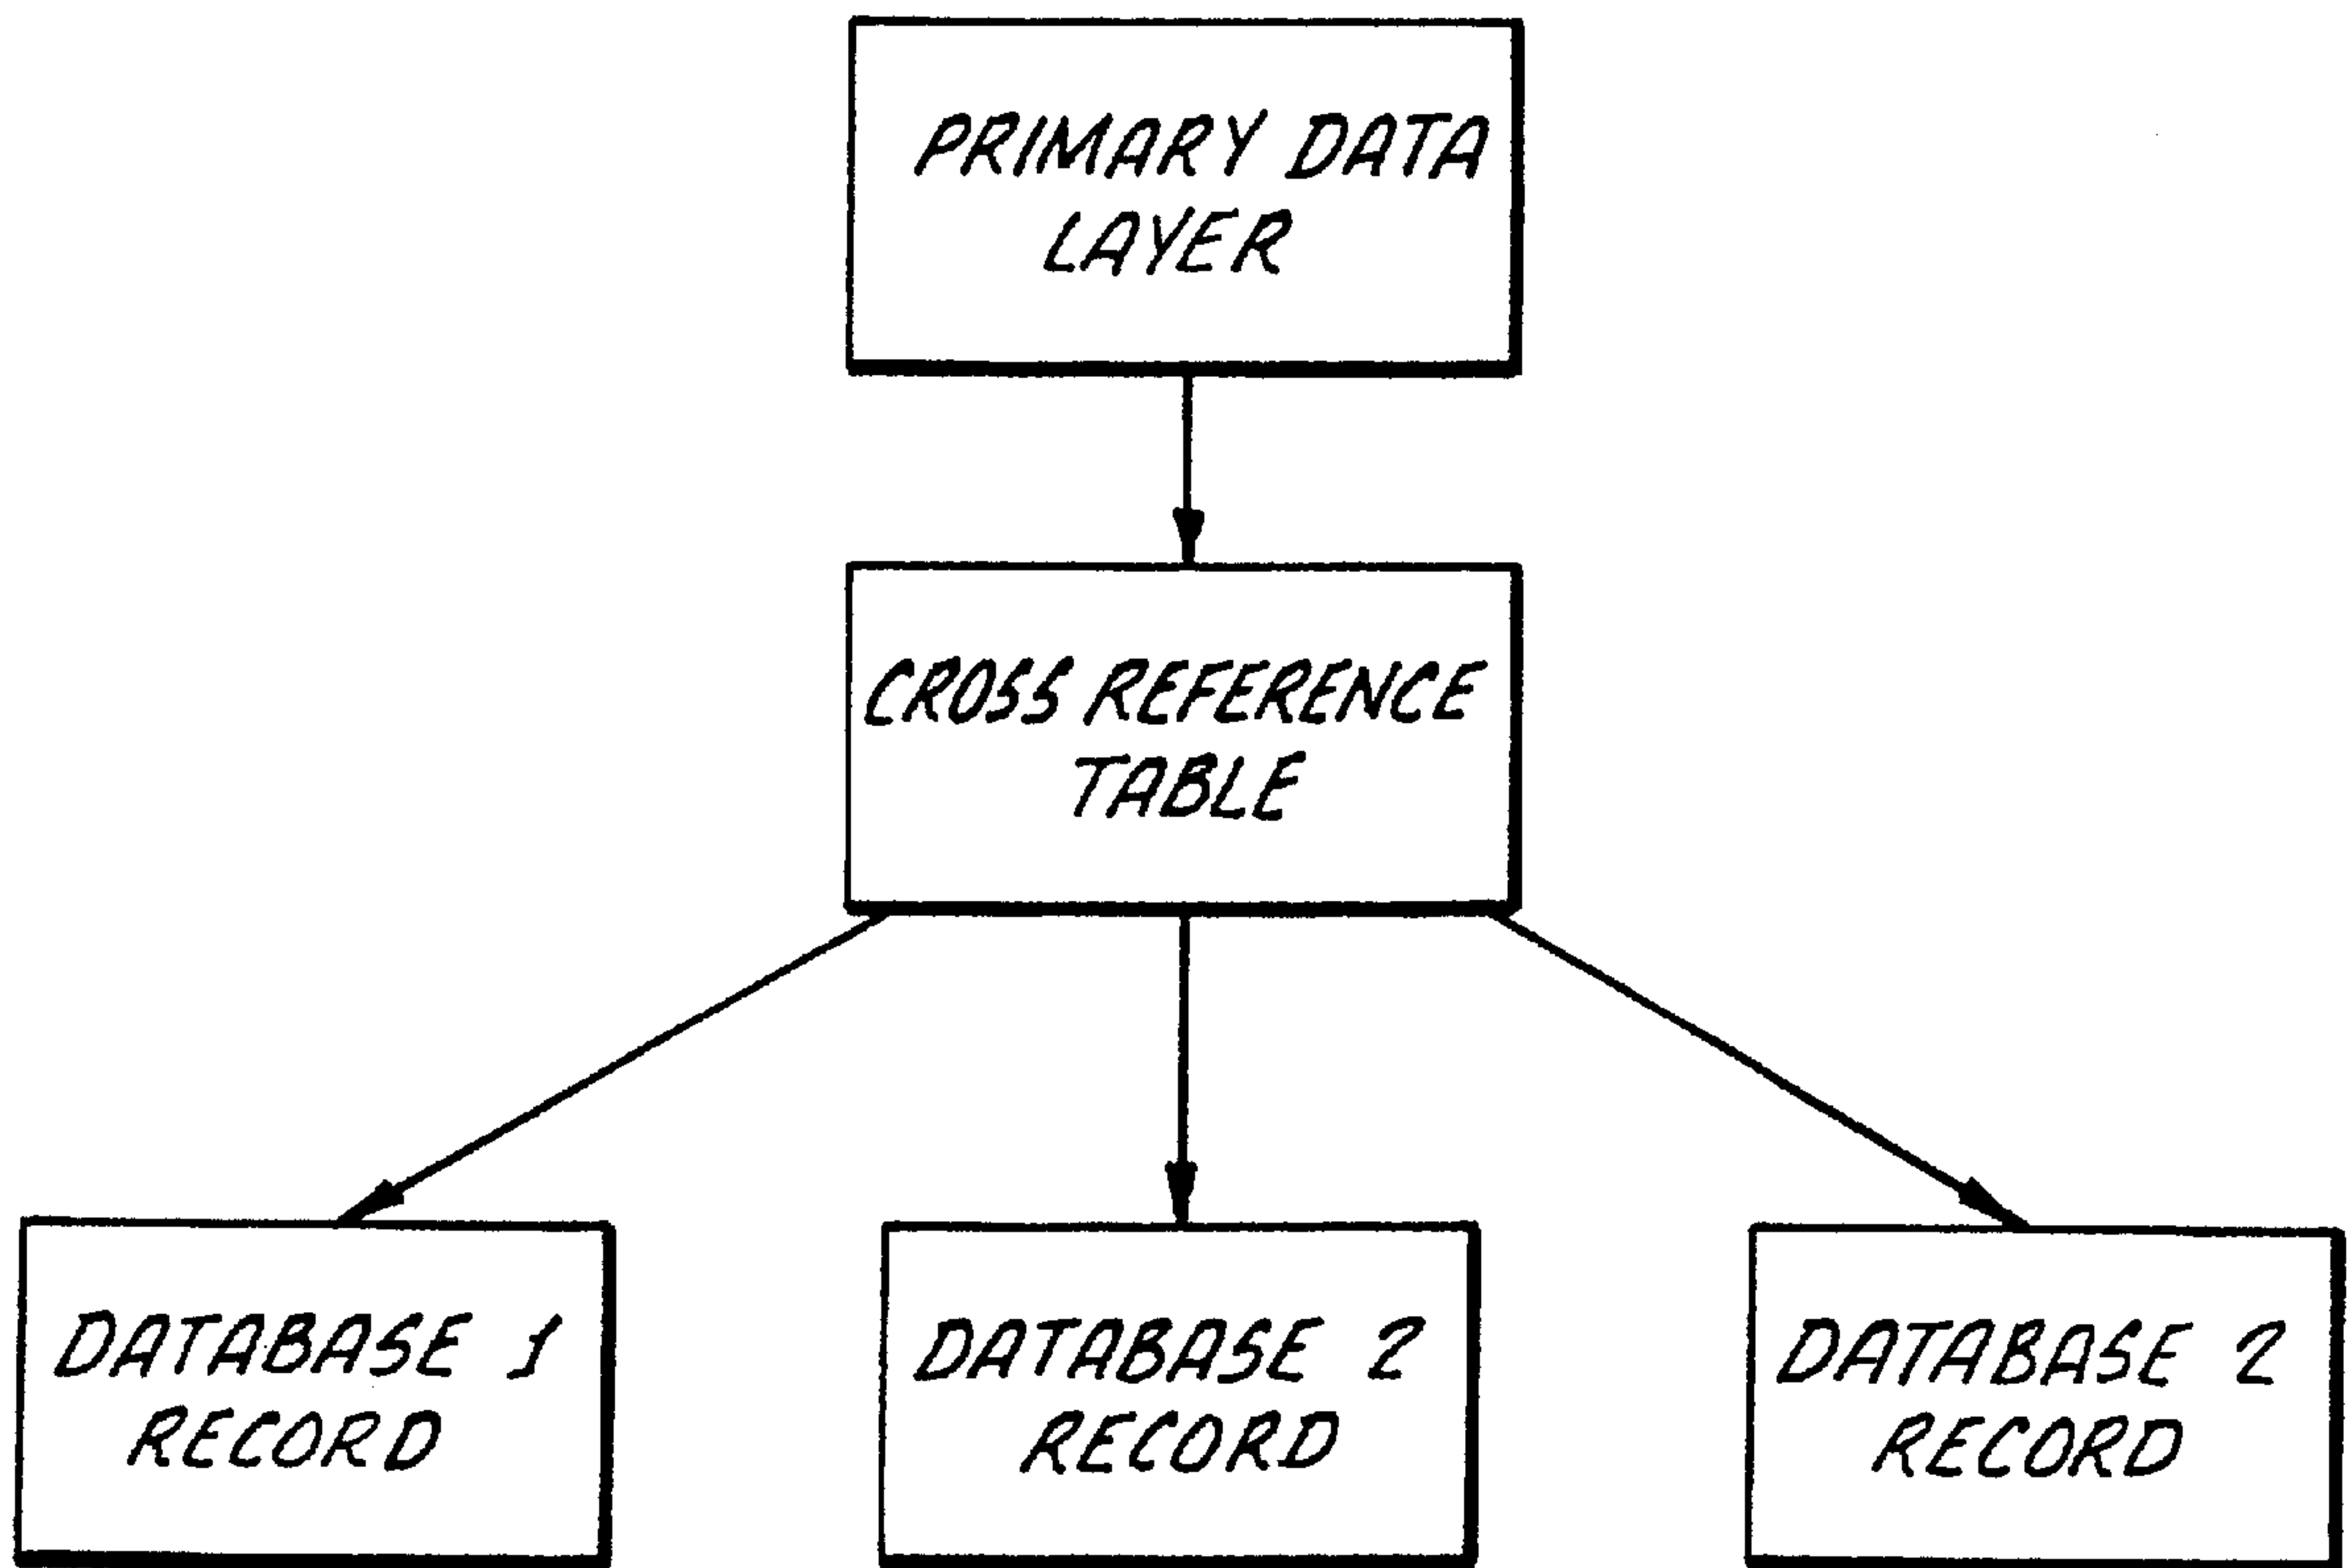 PRIMARY DATA
LAYER
CROSS REFERENCE
TABLE
DATABASE 1
RECORD
DATABASE 2
RECORD
DATABASE 2
RECORD